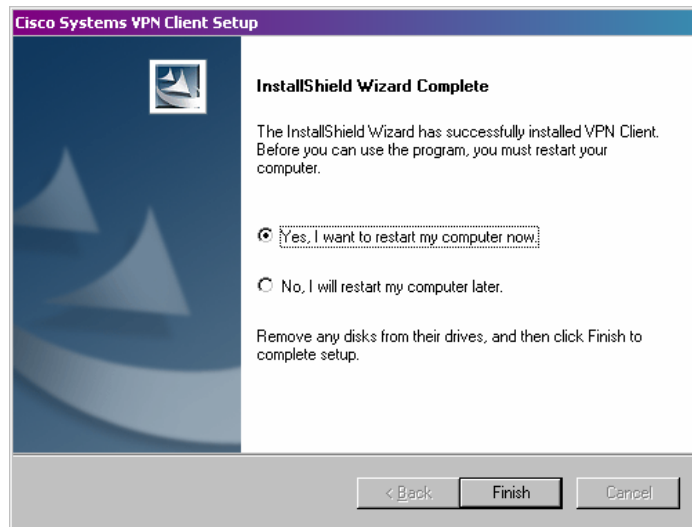 Cisco Systems VPN Client Setup
InstallShield Wizard Complete
The InstallShield Wizard has successfully installed VPN Client.
Before you can use the program, you must restart your
computer.
Yes, I want to restart my computer now.
No, I will restart my computer later.
Remove any disks from their drives, and then click Finish to
complete setup.
< Back
Finish
Cancel